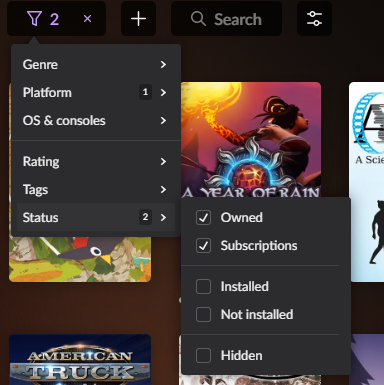 2 ×
Search
Genre
Platform 1
OS & consoles
Rating
Tags
Status 2
A YEAR OF RAIN
A Scie
Owned
Subscriptions
Installed
Not installed
Hidden
AMERICAN
TRUCK